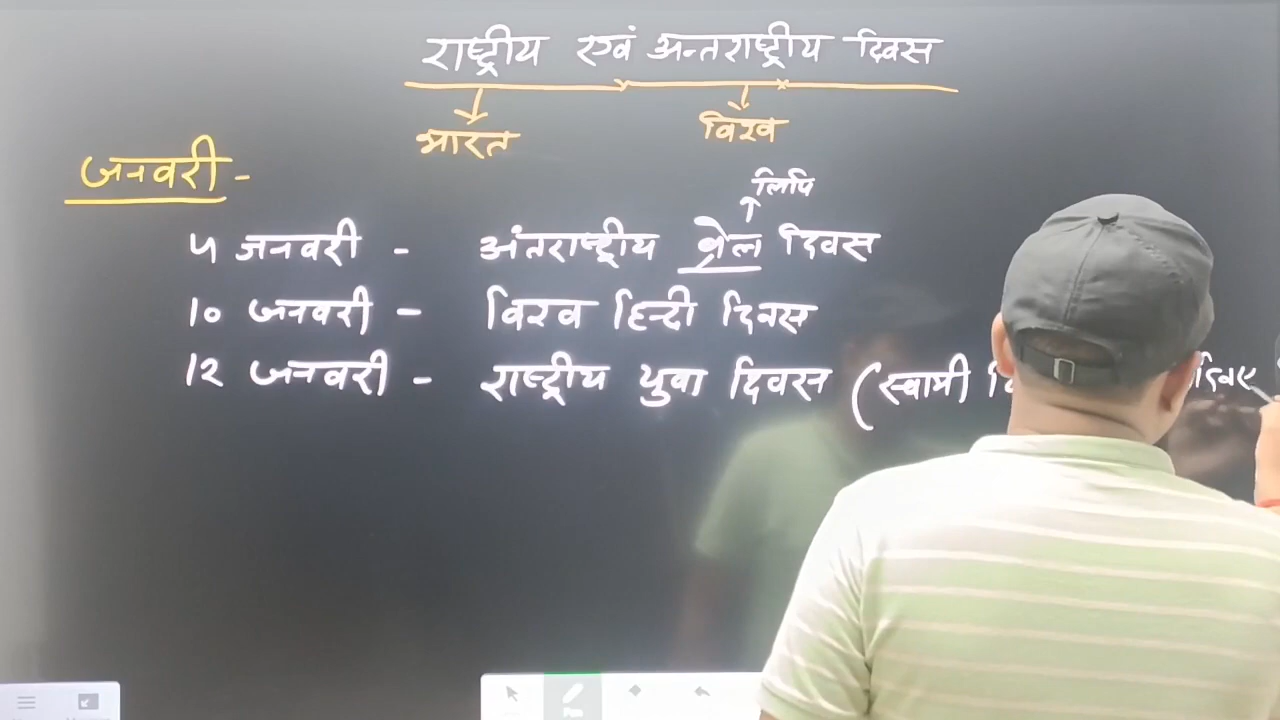 राष्ट्रीय एवं अन्तराष्ट्रीय दिवस
भारत
विश्व
जनवरी -
लिपि
4 जनवरी - अंतराष्ट्रीय ब्रेल दिवस
10 जनवरी - विश्व हिन्दी दिवस
12 जनवरी - राष्ट्रीय युवा दिवस (स्वामी